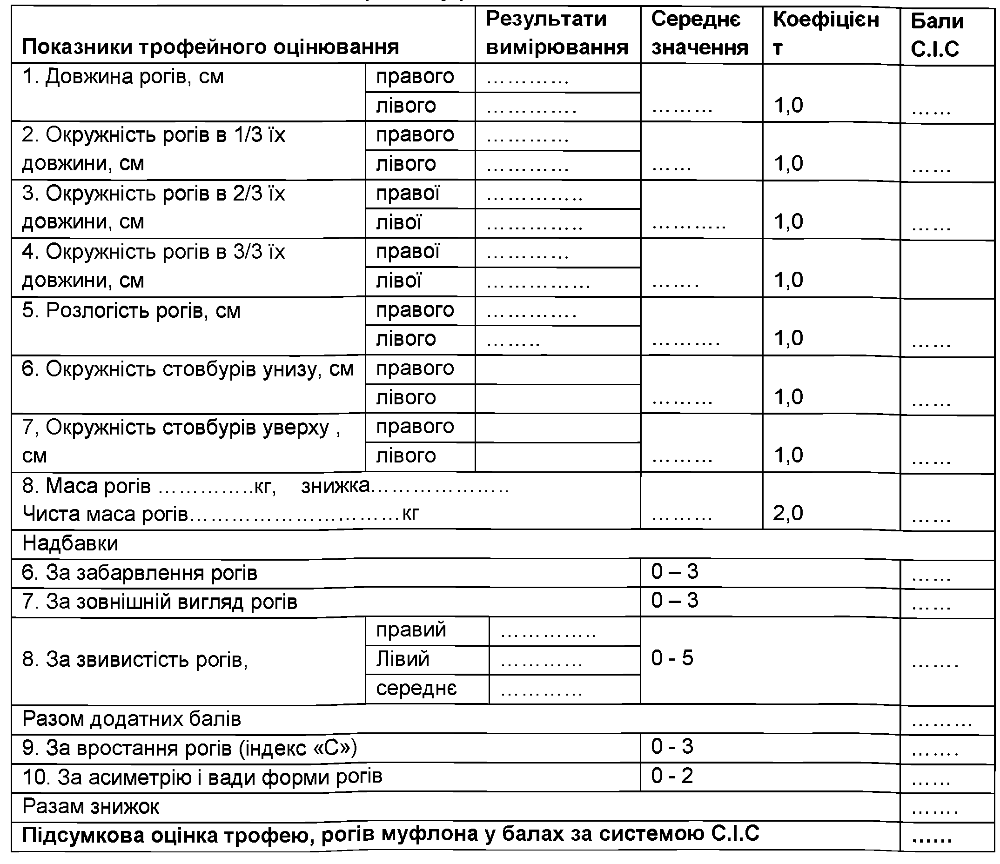 Показники трофейного оцінювання Результати вимірювання Середнє значення Коефіцієн т Бали С.І.С
1. Довжина рогів, см правого ………….
лівого …………. ……… 1,0 ……
2. Окружність рогів в 1/3 їх правого ………….
довжини, см лівого …………. …… 1,0 ……
3. Окружність рогів в 2/3 їх правої …………..
довжини, см лівої ………….. ……….. 1,0 ……
4. Окружність рогів в 3/3 їх правої ………….
довжини, см лівої …………… ……. 1,0
5. Розлогість рогів, см правого ………….
лівого …….. ………. 1,0 ……
6. Окружність стовбурів унизу, см правого
лівого ……… 1,0 ……
7, Окружність стовбурів уверху , правого
см лівого ……… 1,0 ……
8. Маса рогів …………..кг, знижка…………………..
Чиста маса рогів………………………………кг ……… 2,0 ……
Надбавки
6. За забарвлення рогів 0 – 3 ……
7. За зовнішній вигляд рогів 0 – 3 ……
правий …………..
8. За звивистість рогів, Лівий …………. 0 - 5 …….
середнє ………….
Разом додатних балів ………
9. За вростання рогів (індекс «С») 0 - 3 …….
10. За асиметрію і вади форми рогів 0 - 2 ……
Разам знижок …….
Підсумкова оцінка трофею, рогів муфлона у балах за системою С.І.С ……